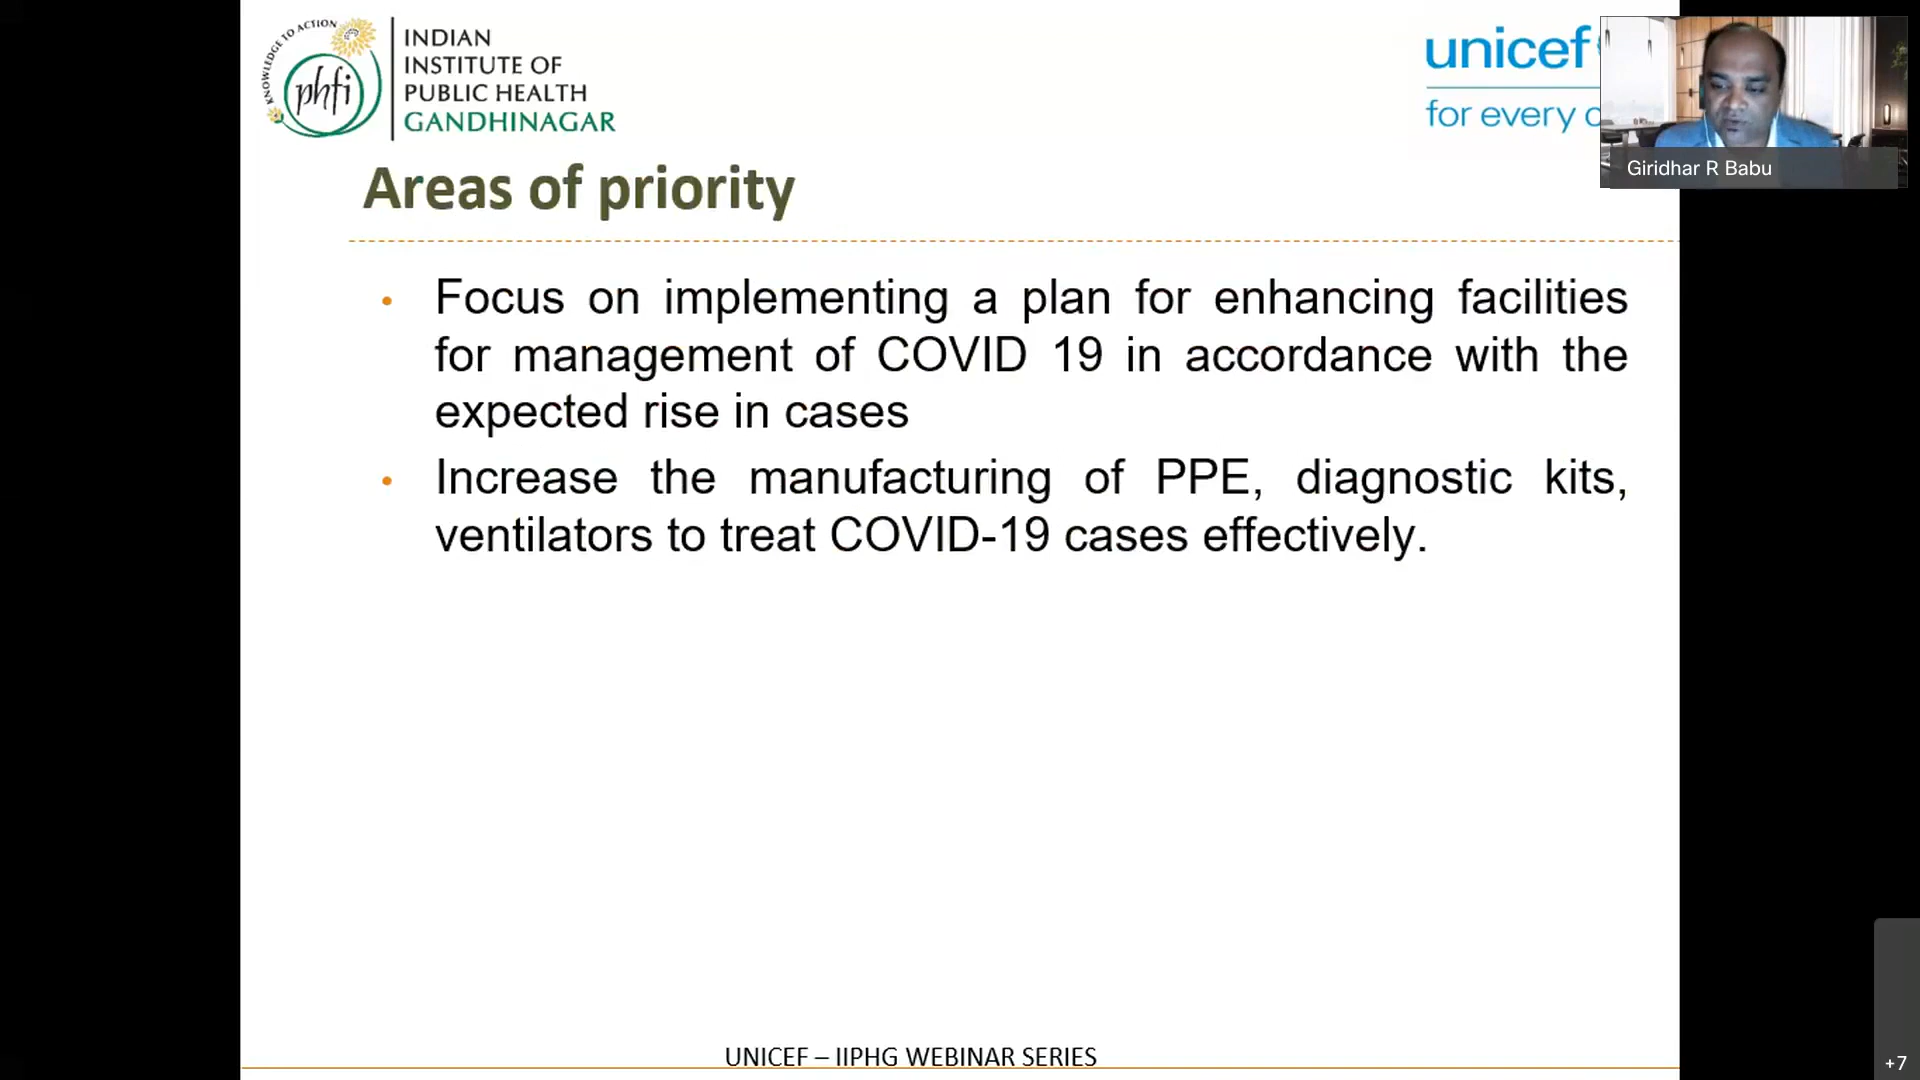 KNOWLEDGE TO ACTION
phfi
INDIAN
INSTITUTE OF
PUBLIC HEALTH
GANDHINAGAR
unicef
for every c
Giridhar R Babu
Areas of priority
• Focus on implementing a plan for enhancing facilities
for management of COVID 19 in accordance with the
expected rise in cases
• Increase the manufacturing of PPE, diagnostic kits,
ventilators to treat COVID-19 cases effectively.
UNICEF – IIPHG WEBINAR SERIES
+7